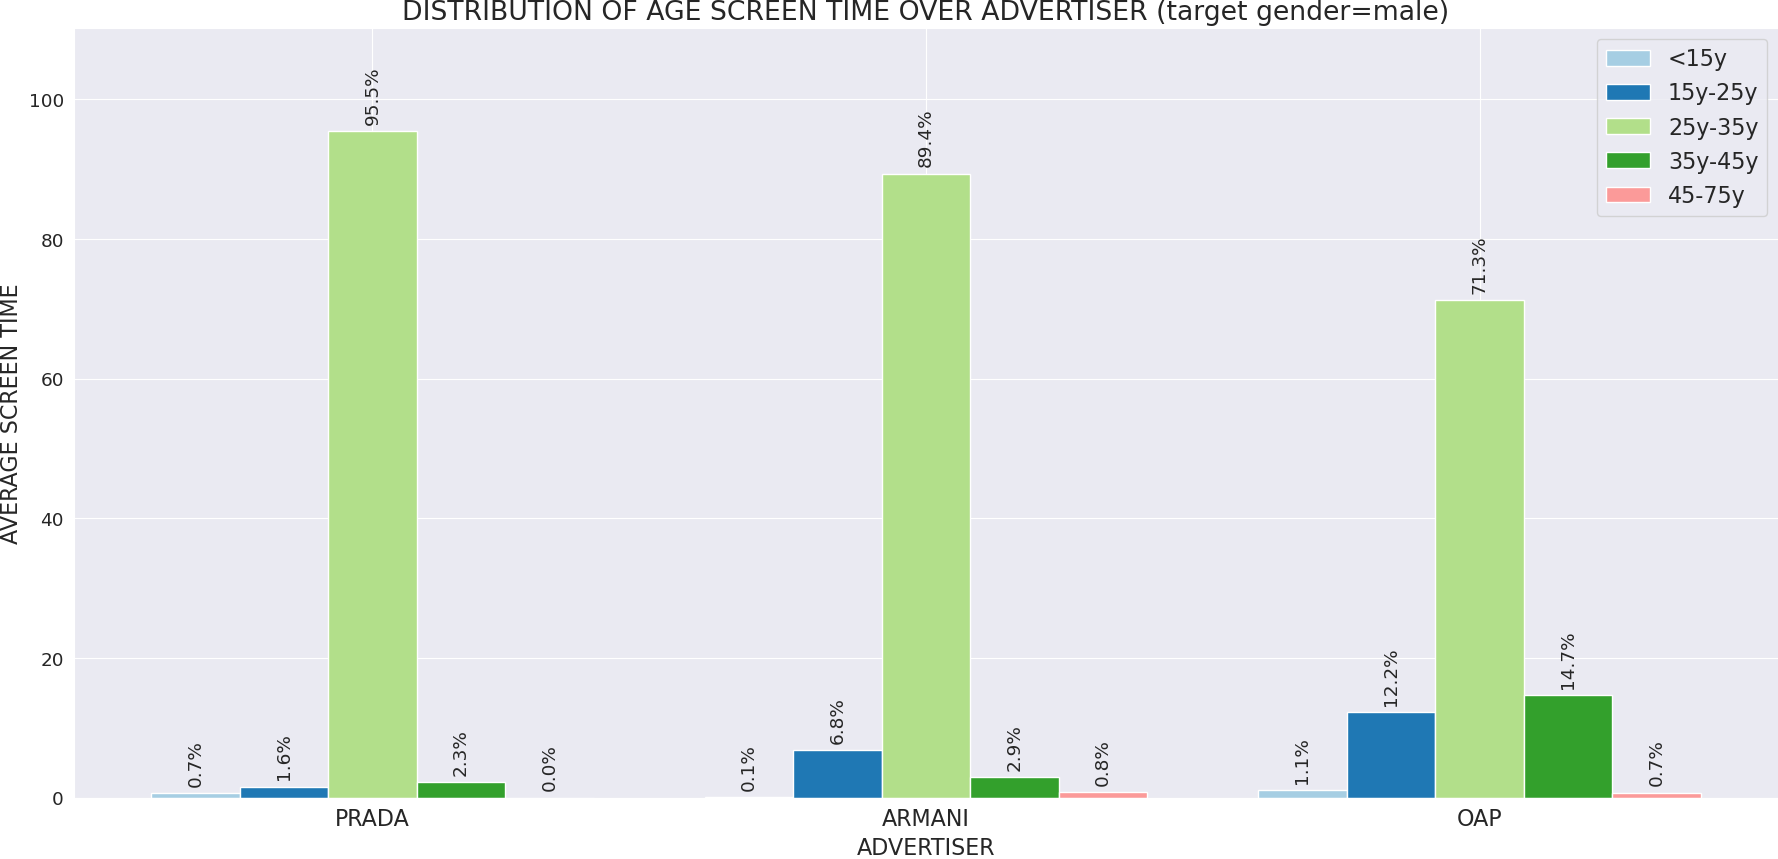 DISTRIBUTION OF AGE SCREEN TIME OVER ADVERTISER (target gender=male)
<15y
15y-25y
25y-35y
35y-45y
45-75y
AVERAGE SCREEN TIME
100
80
60
40
20
0
0.7%
1.6%
95.5%
2.3%
0.0%
0.1%
6.8%
89.4%
2.9%
0.8%
1.1%
12.2%
71.3%
14.7%
0.7%
PRADA
ARMANI
OAP
ADVERTISER